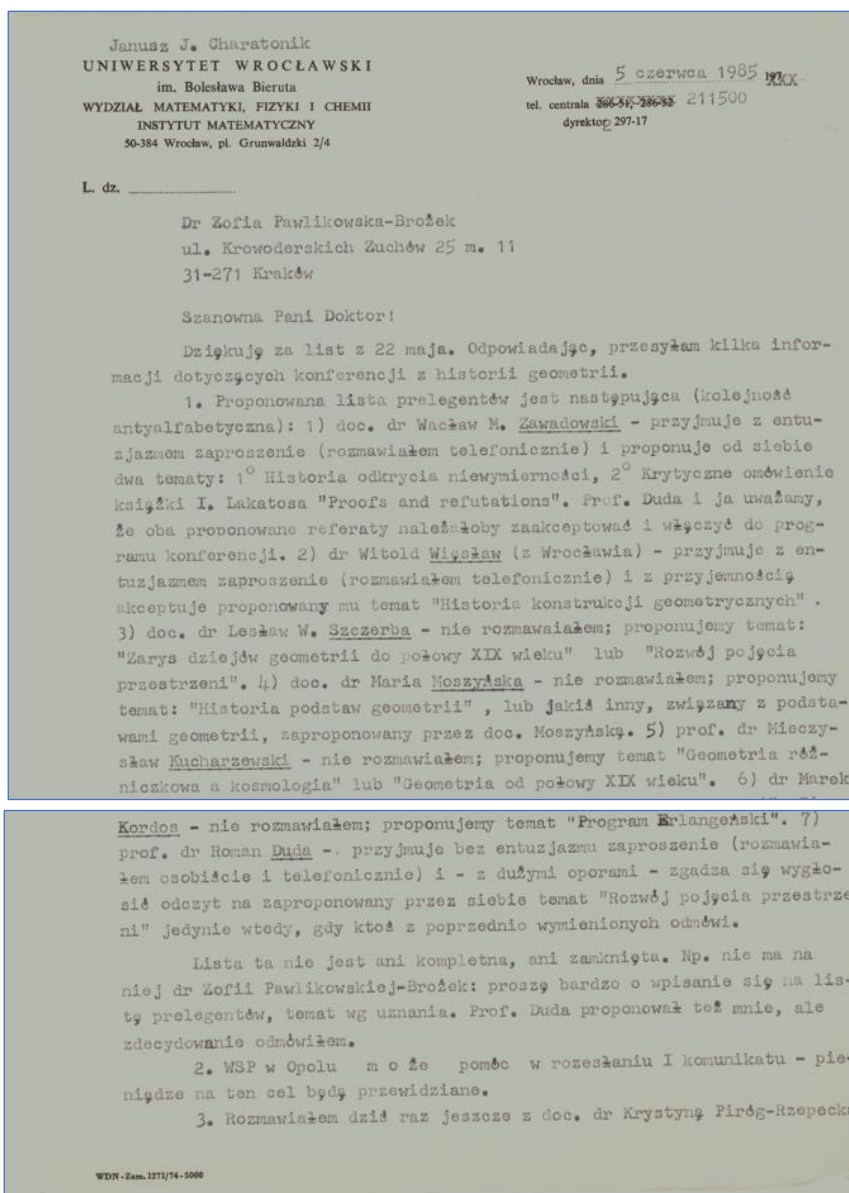 Janusz J. Charatonik
UNIWERSYTET WROCŁAWSKI
im. Bolesława Bieruta
WYDZIAŁ MATEMATYKI, FIZYKI I CHEMII
INSTYTUT MATEMATYCZNY
50-384 Wrocław, pl. Grunwaldzki 2/4
Wrocław, dnia 5 czerwca 1985 197xxx
tel. centrala 286-51, 286-52 211500
dyrektor 297-17
L. dz.
Dr Zofia Pawlikowska-Brożek
ul. Krowoderskich Zuchów 25 m. 11
31-271 Kraków
Szanowna Pani Doktor!
Dziękuję za list z 22 maja. Odpowiadając, przesyłam kilka infor-
macji dotyczących konferencji z historii geometrii.
1. Proponowana lista prelegentów jest następująca (kolejność
antyalfabetyczna): 1) doc. dr Wacław M. Zawadowski - przyjmuje z entu-
zjazmem zaproszenie (rozmawiałem telefonicznie) i proponuje od siebie
dwa tematy: 1° Historia odkrycia niewymierności, 2° Krytyczne omówienie
książki I. Lakatosa "Proofs and refutations". Prof. Duda i ja uważamy,
że oba proponowane referaty należałoby zaakceptować i włączyć do prog-
ramu konferencji. 2) dr Witold Więsław (z Wrocławia) - przyjmuje z en-
tuzjazmem zaproszenie (rozmawiałem telefonicznie) i z przyjemnością
akceptuje proponowany mu temat "Historia konstrukcji geometrycznych" .
3) doc. dr Lesław W. Szczerba - nie rozmawaiałem; proponujemy temat:
"Zarys dziejów geometrii do połowy XIX wieku" lub "Rozwój pojęcia
przestrzeni". 4) doc. dr Maria Moszyńska - nie rozmawiałem; proponujemy
temat: "Historia podstaw geometrii" , lub jakiś inny, związany z podsta-
wami geometrii, zaproponowany przez doc. Moszyńską. 5) prof. dr Mieczy-
sław Kucharzewski - nie rozmawiałem; proponujemy temat "Geometria róż-
niczkowa a kosmologia" lub "Geometria od połowy XIX wieku". 6) dr Marek
Kordos - nie rozmawiałem; proponujemy temat "Program Erlangeński". 7)
prof. dr Roman Duda -. przyjmuje bez entuzjazmu zaproszenie (rozmawia-
łem osobiście i telefonicznie) i - z dużymi oporami - zgadza się wygło-
sić odczyt na zaproponowany przez siebie temat "Rozwój pojęcia przestrze
ni" jedynie wtedy, gdy ktoś z poprzednio wymienionych odmówi.
Lista ta nie jest ani kompletna, ani zamknięta. Np. nie ma na
niej dr Zofii Pawlikowskiej-Brożek: proszę bardzo o wpisanie się na lis-
tę prelegentów, temat wg uznania. Prof. Duda proponował też mnie, ale
zdecydowanie odmówiłem.
2. WSP w Opolu m o że pomóc w rozesłaniu I komunikatu - pie-
niądze na ten cel będą przewidziane.
3. Rozmawiałem dziś raz jeszcze z doc. dr Krystyną Piróg-Rzepecką
WDN - Zam. 1271/74 - 5000